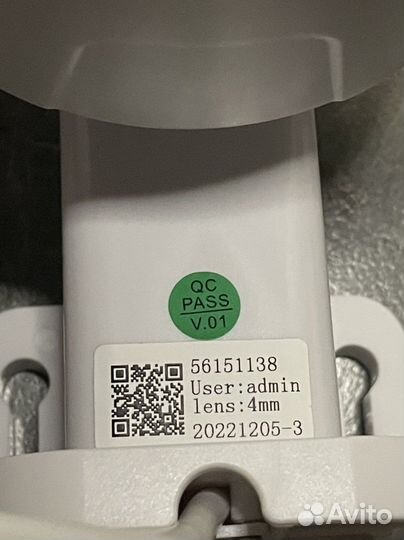 QC
PASS
V.01
56151138
User:admin
lens:4mm
20221205-3
Avito